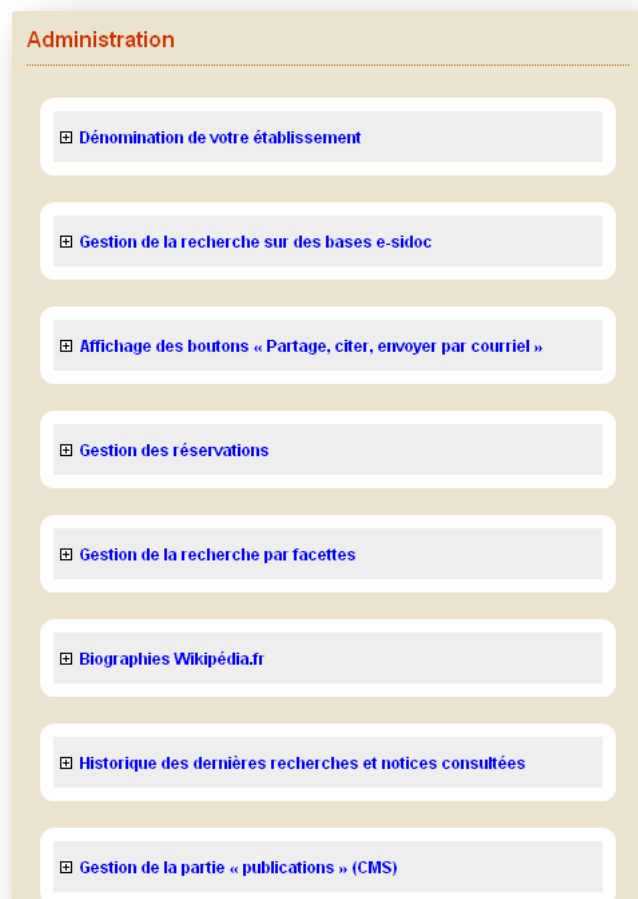 Administration
Dénomination de votre établissement
Gestion de la recherche sur des bases e-sidoc
Affichage des boutons « Partage, citer, envoyer par courriel »
Gestion des réservations
Gestion de la recherche par facettes
Biographies Wikipédia.fr
Historique des dernières recherches et notices consultées
Gestion de la partie « publications » (CMS)